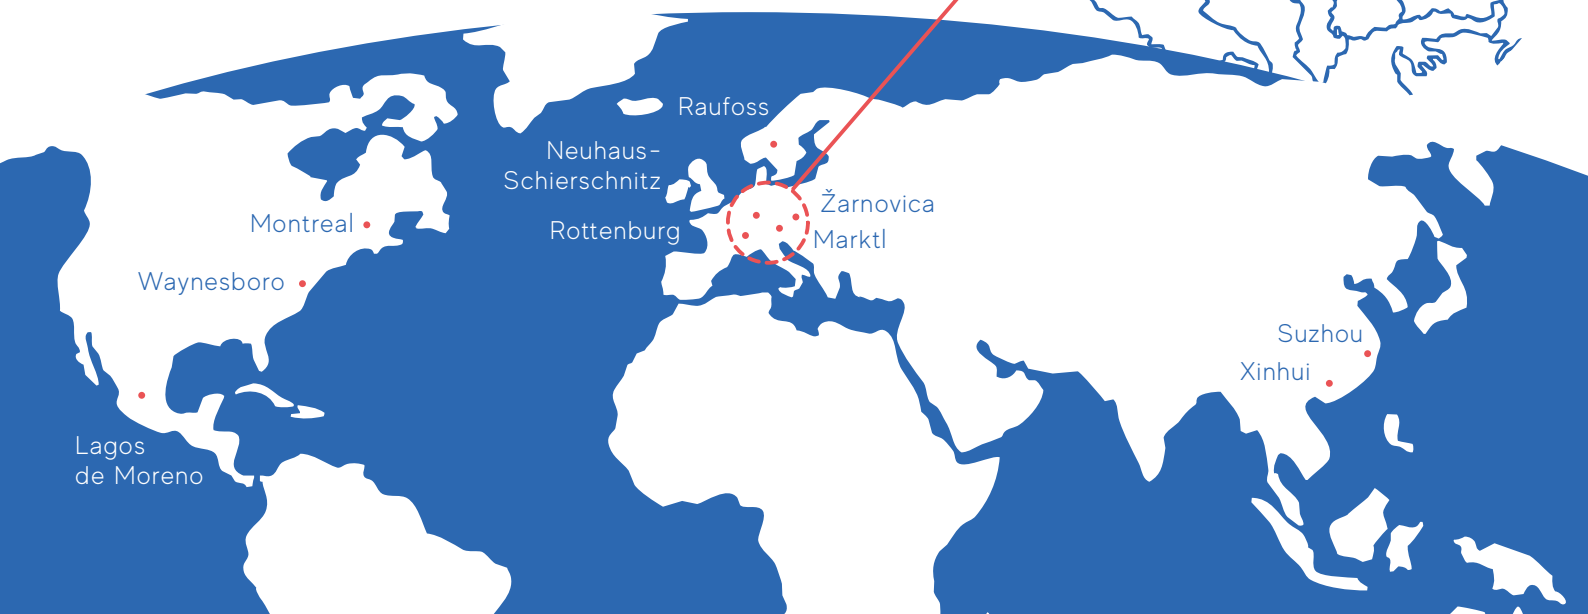 Raufoss
Neuhaus-
Schierschnitz
Žarnovica
Rottenburg
Marktl
Montreal
Waynesboro
Suzhou
Xinhui
Lagos
de Moreno